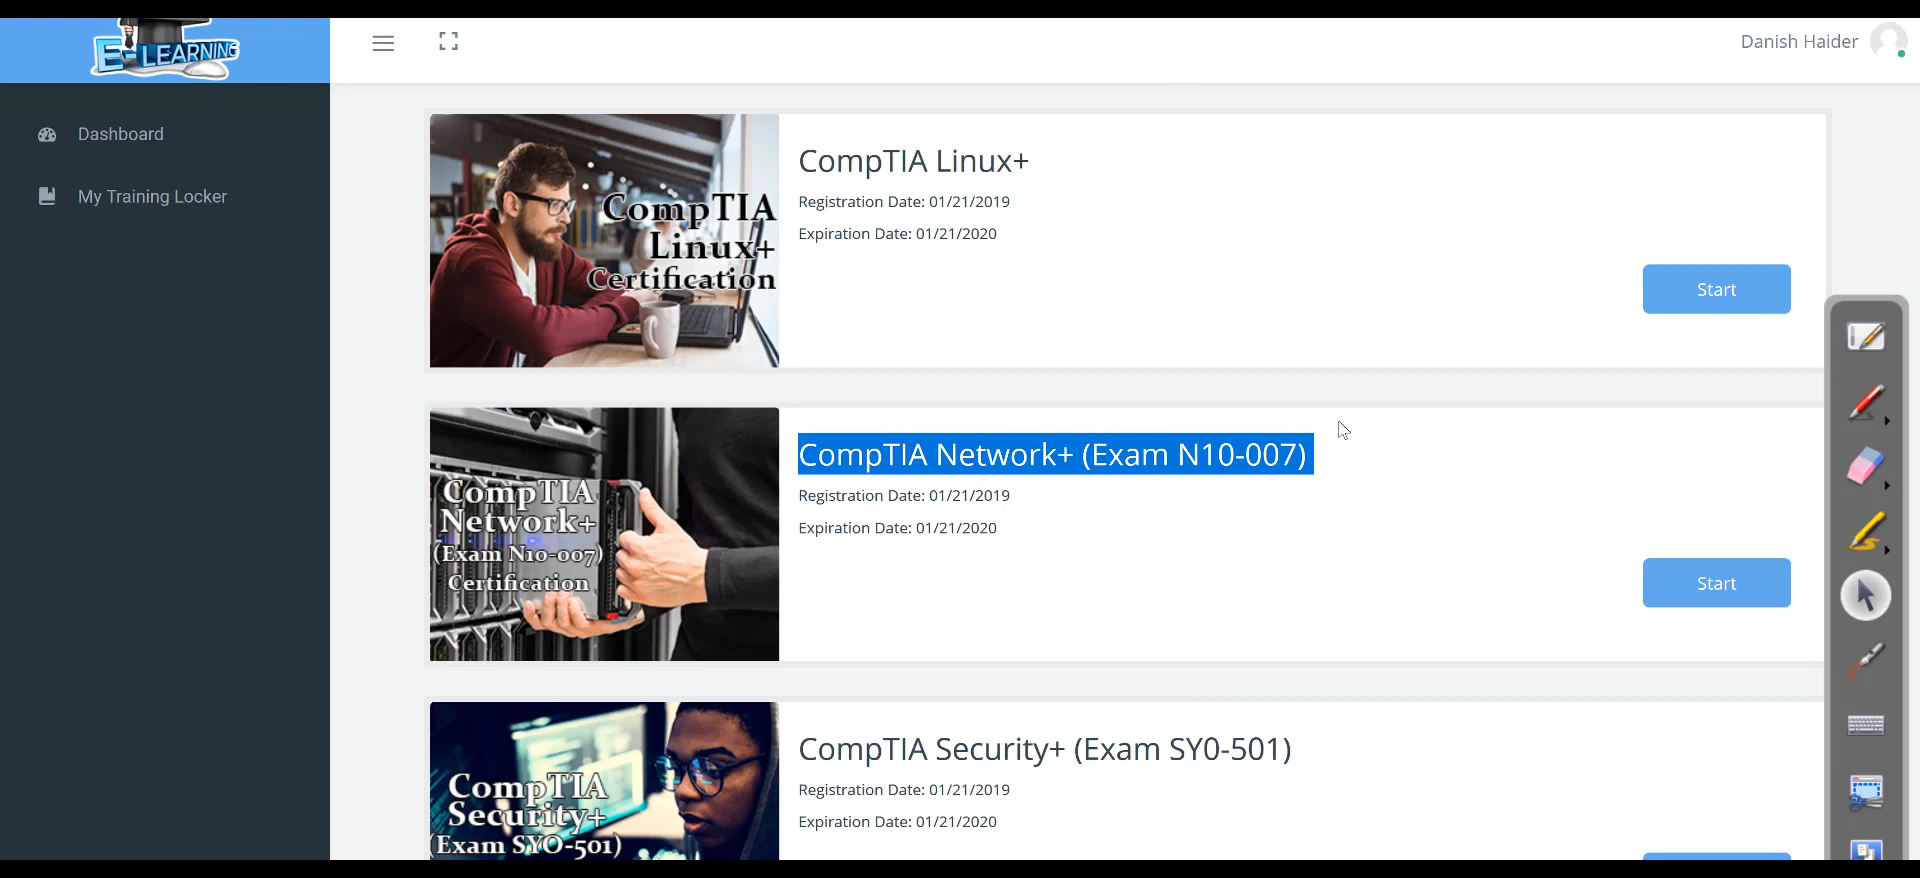 E-LEARNING
Danish Haider
Dashboard
My Training Locker
CompTIA
Linux+
Certification
CompTIA Linux+
Registration Date: 01/21/2019
Expiration Date: 01/21/2020
Start
CompTIA
Network+
(Exam N10-007)
Certification
CompTIA Network+ (Exam N10-007)
Registration Date: 01/21/2019
Expiration Date: 01/21/2020
Start
CompTIA
Security+
(Exam SYO-501)
CompTIA Security+ (Exam SY0-501)
Registration Date: 01/21/2019
Expiration Date: 01/21/2020